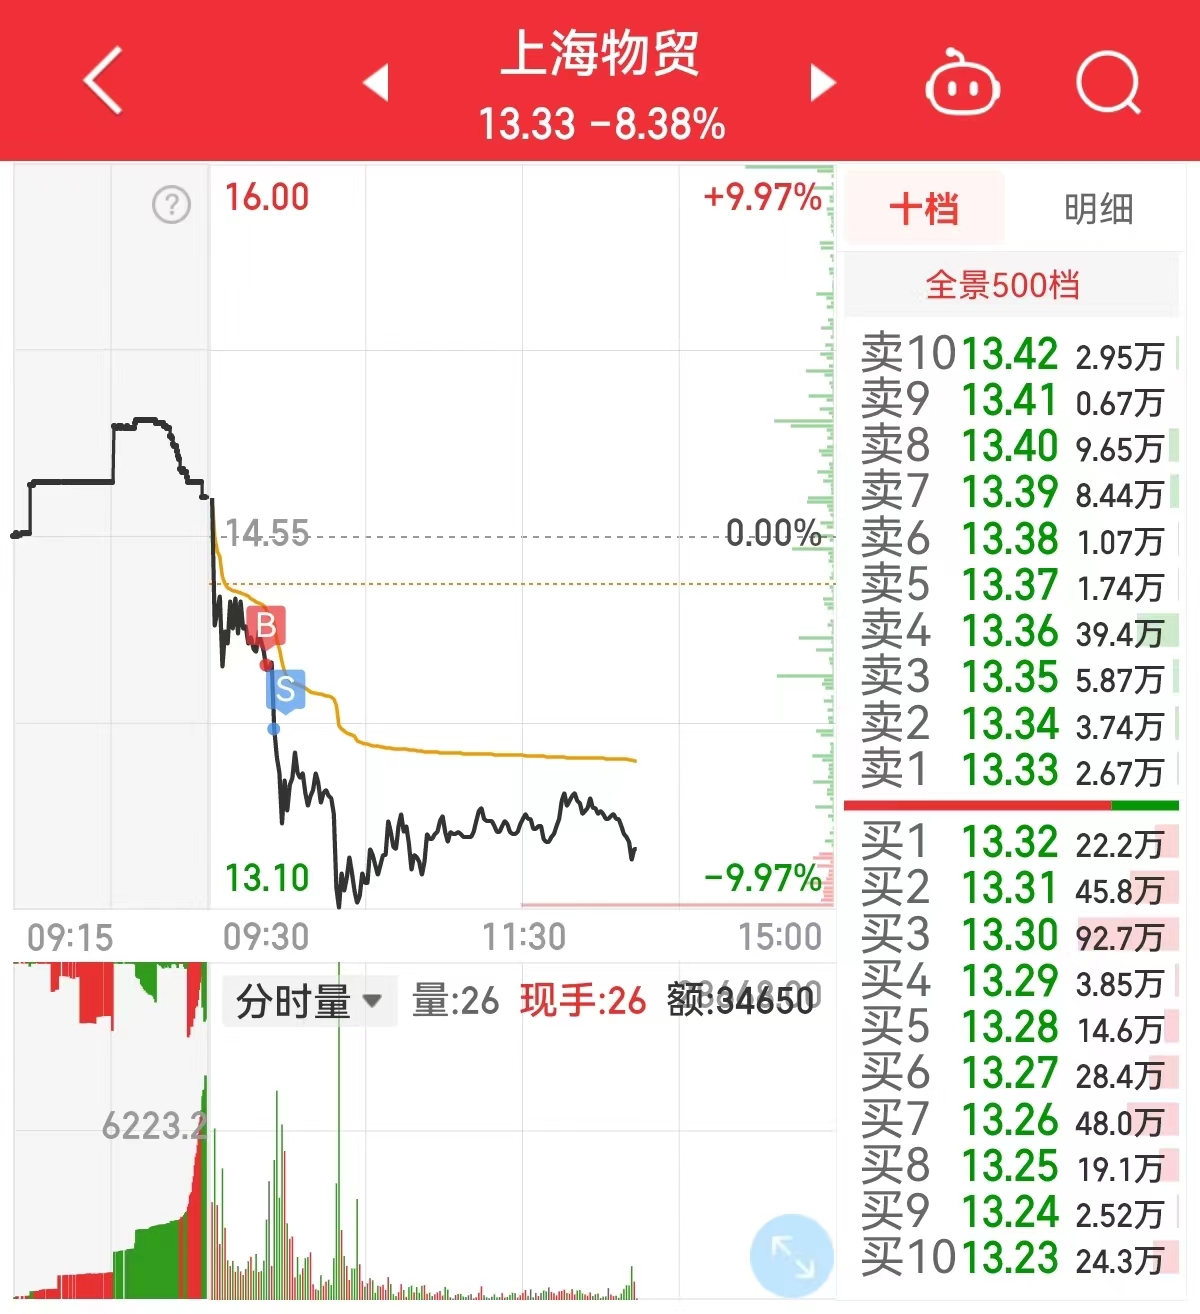 上海物贸
13.33 -8.38%
?
16.00
+9.97%
14.55
0.00%
B
S
13.10
-9.97%
09:15
09:30
11:30
15:00
分时量
量:26
现手:26
额:34650
6223.2
十档
明细
全景500档
卖10 13.42 2.95万
卖9 13.41 0.67万
卖8 13.40 9.65万
卖7 13.39 8.44万
卖6 13.38 1.07万
卖5 13.37 1.74万
卖4 13.36 39.4万
卖3 13.35 5.87万
卖2 13.34 3.74万
卖1 13.33 2.67万
买1 13.32 22.2万
买2 13.31 45.8万
买3 13.30 92.7万
买4 13.29 3.85万
买5 13.28 14.6万
买6 13.27 28.4万
买7 13.26 48.0万
买8 13.25 19.1万
买9 13.24 2.52万
买10 13.23 24.3万